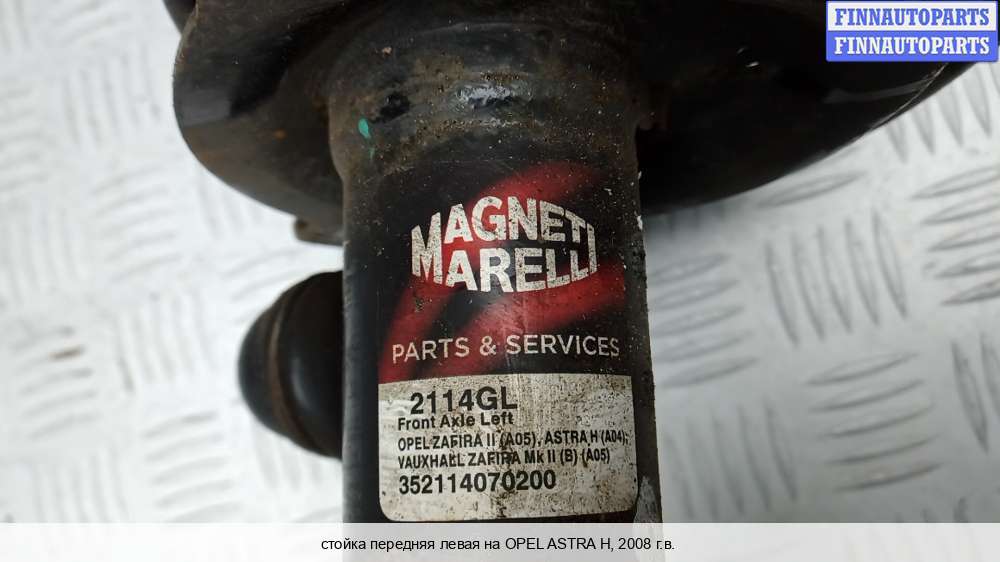 FINNAUTOPARTS
FINNAUTOPARTS
MAGNETI
MARELLI
PARTS & SERVICES
2114GL
Front Axle Left
OPEL ZAFIRA II (A05), ASTRA H (A04);
VAUXHALL ZAFIRA Mk II (B) (A05)
352114070200
стойка передняя левая на OPEL ASTRA H, 2008 г.в.